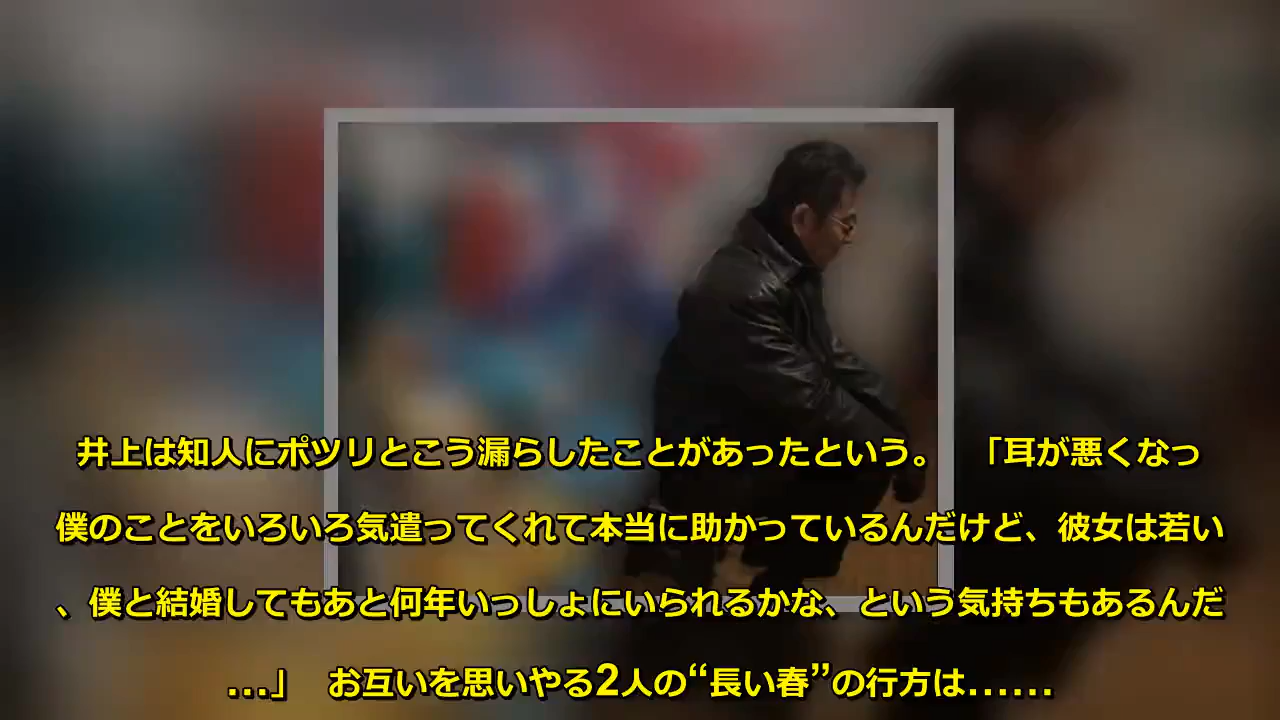 井上は知人にポツリとこう漏らしたことがあったという。　「耳が悪くなっ
僕のことをいろいろ気遣ってくれて本当に助かっているんだけど、彼女は若い
、僕と結婚してもあと何年いっしょにいられるかな、という気持ちもあるんだ
…」　お互いを思いやる2人の“長い春”の行方は……